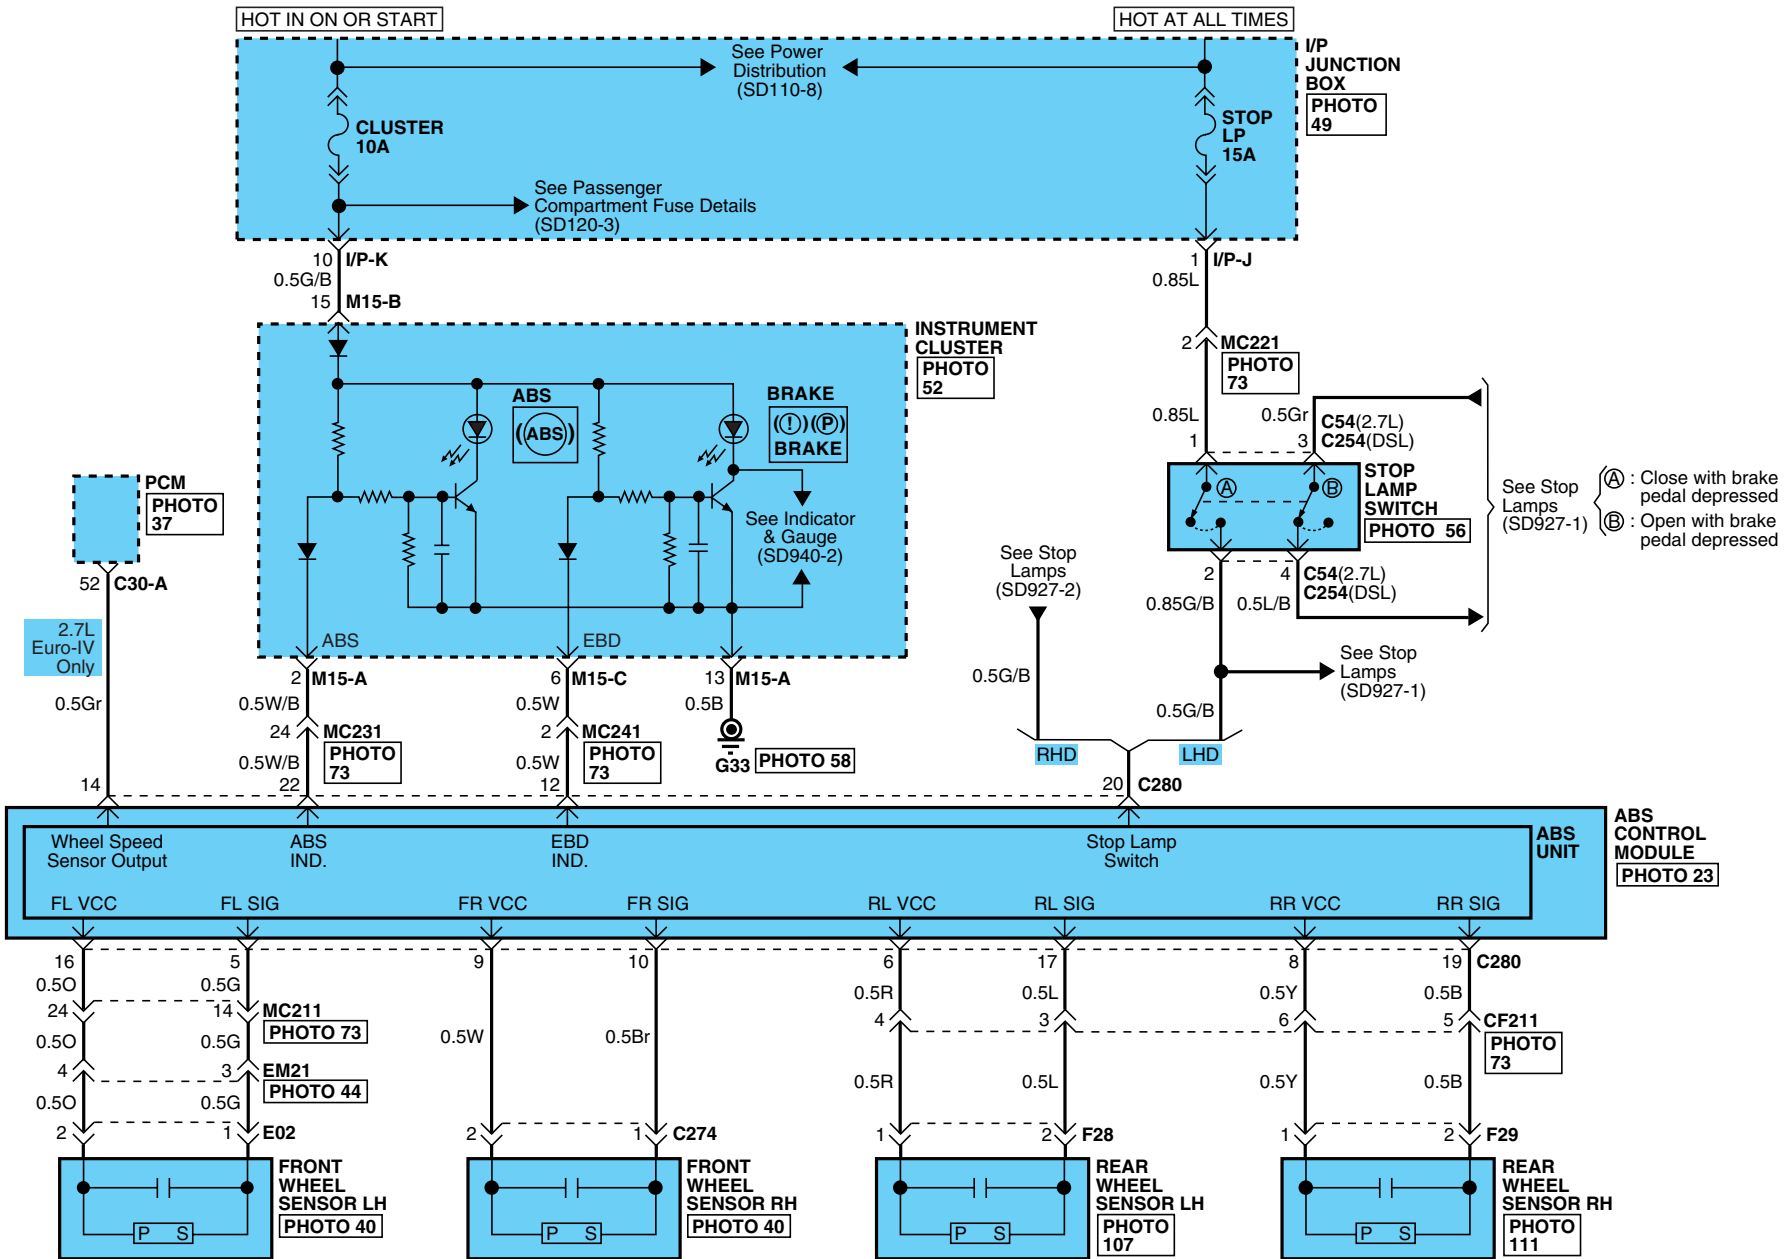 HOT IN ON OR START
HOT AT ALL TIMES
See Power
Distribution
(SD110-8)
I/P
JUNCTION
BOX
PHOTO
49
CLUSTER
10A
STOP
LP
15A
See Passenger
Compartment Fuse Details
(SD120-3)
10 I/P-K
0.5G/B
15 M15-B
1 I/P-J
0.85L
2 MC221
PHOTO
73
INSTRUMENT
CLUSTER
PHOTO
52
ABS
(ABS)
BRAKE
(!) (P)
BRAKE
0.85L
0.5Gr
1
3
C54(2.7L)
C254(DSL)
STOP
LAMP
SWITCH
PHOTO 56
A
B
See Stop
Lamps
(SD927-1)
A : Close with brake
pedal depressed
B : Open with brake
pedal depressed
PCM
PHOTO
37
52 C30-A
2.7L
Euro-IV
Only
0.5Gr
See Indicator
& Gauge
(SD940-2)
ABS
EBD
2 M15-A
6 M15-C
13 M15-A
0.5W/B
0.5W
0.5B
24 MC231
PHOTO
73
2 MC241
PHOTO
73
G33 PHOTO 58
0.5W/B
0.5W
See Stop
Lamps
(SD927-2)
0.5G/B
2
4
C54(2.7L)
C254(DSL)
0.85G/B
0.5L/B
See Stop
Lamps
(SD927-1)
0.5G/B
RHD
LHD
14
22
12
20 C280
Wheel Speed
Sensor Output
ABS
IND.
EBD
IND.
Stop Lamp
Switch
ABS
UNIT
ABS
CONTROL
MODULE
PHOTO 23
FL VCC
FL SIG
FR VCC
FR SIG
RL VCC
RL SIG
RR VCC
RR SIG
16
5
9
10
6
17
8
19 C280
0.5O
0.5G
0.5R
0.5L
0.5Y
0.5B
24
14 MC211
PHOTO 73
4
3
6
5 CF211
PHOTO
73
0.5O
0.5G
0.5W
0.5Br
4
3 EM21
PHOTO 44
0.5R
0.5L
0.5Y
0.5B
0.5O
0.5G
2
1 E02
2
1 C274
1
2 F28
1
2 F29
P S
FRONT
WHEEL
SENSOR LH
PHOTO 40
P S
FRONT
WHEEL
SENSOR RH
PHOTO 40
P S
REAR
WHEEL
SENSOR LH
PHOTO
107
P S
REAR
WHEEL
SENSOR RH
PHOTO
111